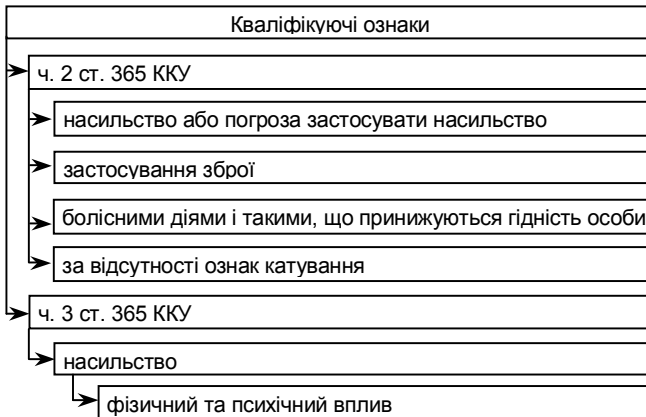 Кваліфікуючі ознаки
ч. 2 ст. 365 ККУ
насильство або погроза застосувати насильство
застосування зброї
болісними діями і такими, що принижуються гідність особи
за відсутності ознак катування
ч. 3 ст. 365 ККУ
насильство
фізичний та психічний вплив